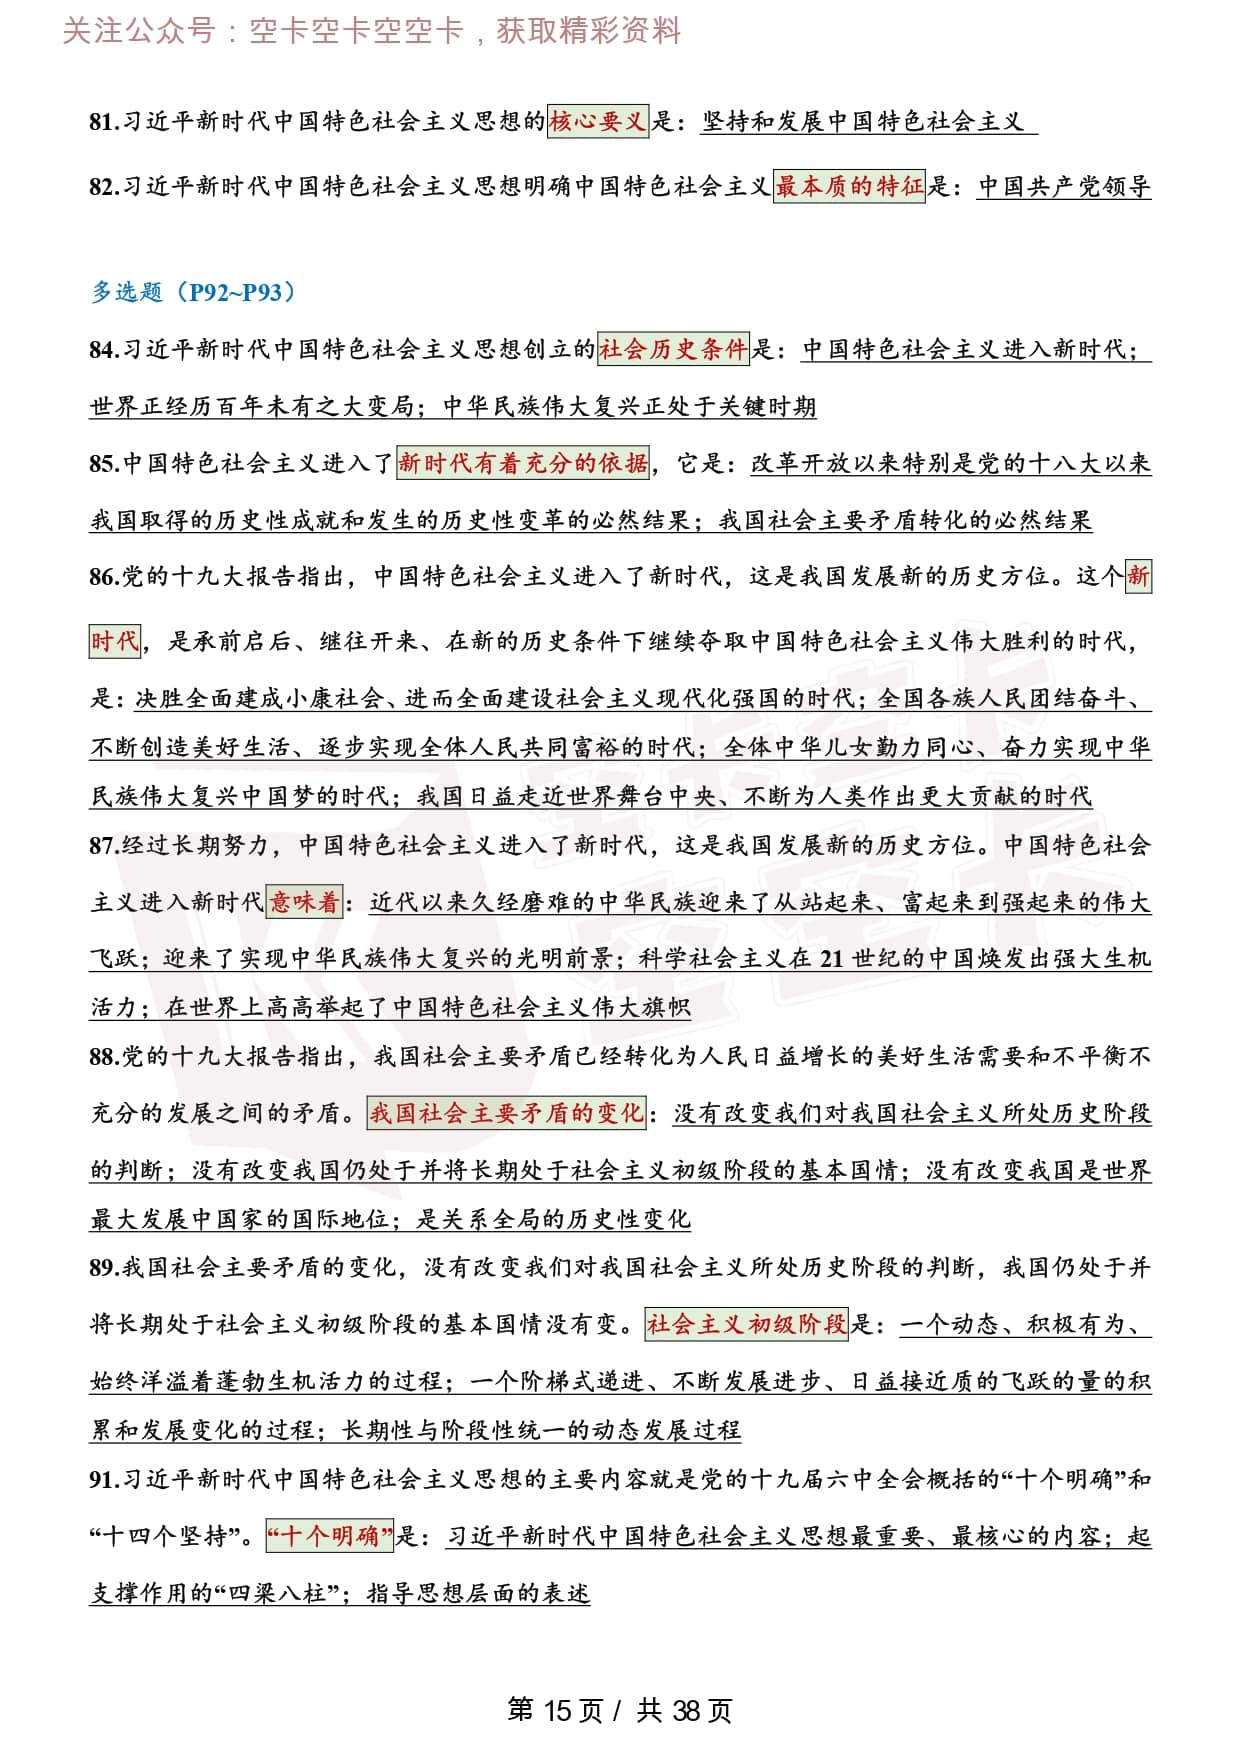 关注公众号：空卡空卡空空卡，获取精彩资料
81.习近平新时代中国特色社会主义思想的核心要义是：坚持和发展中国特色社会主义
82.习近平新时代中国特色社会主义思想明确中国特色社会主义最本质的特征是：中国共产党领导
多选题（P92~P93）
84.习近平新时代中国特色社会主义思想创立的社会历史条件是：中国特色社会主义进入新时代；
世界正经历百年未有之大变局；中华民族伟大复兴正处于关键时期
85.中国特色社会主义进入了新时代有着充分的依据，它是：改革开放以来特别是党的十八大以来
我国取得的历史性成就和发生的历史性变革的必然结果；我国社会主要矛盾转化的必然结果
86.党的十九大报告指出，中国特色社会主义进入了新时代，这是我国发展新的历史方位。这个新
时代，是承前启后、继往开来、在新的历史条件下继续夺取中国特色社会主义伟大胜利的时代，
是：决胜全面建成小康社会、进而全面建设社会主义现代化强国的时代；全国各族人民团结奋斗、
不断创造美好生活、逐步实现全体人民共同富裕的时代；全体中华儿女勤力同心、奋力实现中华
民族伟大复兴中国梦的时代；我国日益走近世界舞台中央、不断为人类作出更大贡献的时代
87.经过长期努力，中国特色社会主义进入了新时代，这是我国发展新的历史方位。中国特色社会
主义进入新时代意味着：近代以来久经磨难的中华民族迎来了从站起来、富起来到强起来的伟大
飞跃；迎来了实现中华民族伟大复兴的光明前景；科学社会主义在 21 世纪的中国焕发出强大生机
活力；在世界上高高举起了中国特色社会主义伟大旗帜
88.党的十九大报告指出，我国社会主要矛盾已经转化为人民日益增长的美好生活需要和不平衡不
充分的发展之间的矛盾。我国社会主要矛盾的变化：没有改变我们对我国社会主义所处历史阶段
的判断；没有改变我国仍处于并将长期处于社会主义初级阶段的基本国情；没有改变我国是世界
最大发展中国家的国际地位；是关系全局的历史性变化
89.我国社会主要矛盾的变化，没有改变我们对我国社会主义所处历史阶段的判断，我国仍处于并
将长期处于社会主义初级阶段的基本国情没有变。社会主义初级阶段是：一个动态、积极有为、
始终洋溢着蓬勃生机活力的过程；一个阶梯式递进、不断发展进步、日益接近质的飞跃的量的积
累和发展变化的过程；长期性与阶段性统一的动态发展过程
91.习近平新时代中国特色社会主义思想的主要内容就是党的十九届六中全会概括的“十个明确”和
“十四个坚持”。“十个明确”是：习近平新时代中国特色社会主义思想最重要、最核心的内容；起
支撑作用的“四梁八柱”；指导思想层面的表述
空卡空卡
空空卡
第 15 页 / 共 38 页